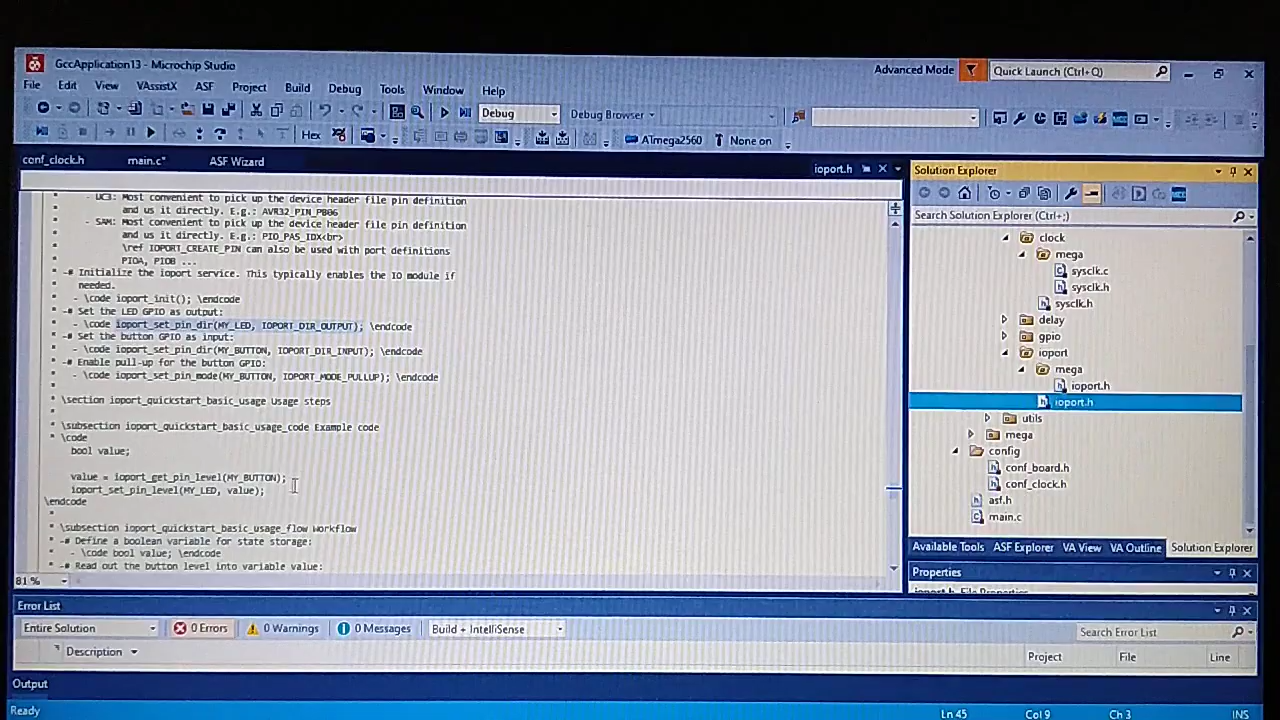 GccApplication13 - Microchip Studio
Advanced Mode
Quick Launch (Ctrl+Q)
File Edit View VAssistX ASF Project Build Debug Tools Window Help
Debug
Debug Browser
Hex
ATmega2560
None on
conf_clock.h
main.c*
ASF Wizard
ioport.h
- UC3: Most convenient to pick up the device header file pin definition
and us it directly. E.g.: AVR32_PIN_PB06
- SAM: Most convenient to pick up the device header file pin definition
and us it directly. E.g.: PIO_PA5_IDX<br>
\ref IOPORT_CREATE_PIN can also be used with port definitions
PIOA, PIOB ...
* -# Initialize the ioport service. This typically enables the IO module if
* needed.
* - \code ioport_init(); \endcode
* -# Set the LED GPIO as output:
* - \code ioport_set_pin_dir(MY_LED, IOPORT_DIR_OUTPUT); \endcode
* -# Set the button GPIO as input:
* - \code ioport_set_pin_dir(MY_BUTTON, IOPORT_DIR_INPUT); \endcode
* -# Enable pull-up for the button GPIO:
* - \code ioport_set_pin_mode(MY_BUTTON, IOPORT_MODE_PULLUP); \endcode
*
* \section ioport_quickstart_basic_usage Usage steps
*
* \subsection ioport_quickstart_basic_usage_code Example code
* \code
bool value;
value = ioport_get_pin_level(MY_BUTTON);
ioport_set_pin_level(MY_LED, value);
\endcode
*
* \subsection ioport_quickstart_basic_usage_flow Workflow
* -# Define a boolean variable for state storage:
* - \code bool value; \endcode
* -# Read out the button level into variable value:
81 %
Solution Explorer
Search Solution Explorer (Ctrl+;)
clock
mega
sysclk.c
sysclk.h
sysclk.h
delay
gpio
ioport
mega
ioport.h
ioport.h
utils
mega
config
conf_board.h
conf_clock.h
asf.h
main.c
Available Tools ASF Explorer VA View VA Outline Solution Explorer
Properties
ioport.h File Properties
Error List
Entire Solution
0 Errors
0 Warnings
0 Messages
Build + IntelliSense
Search Error List
Description
Project
File
Line
Output
Ready
Ln 45
Col 9
Ch 3
INS